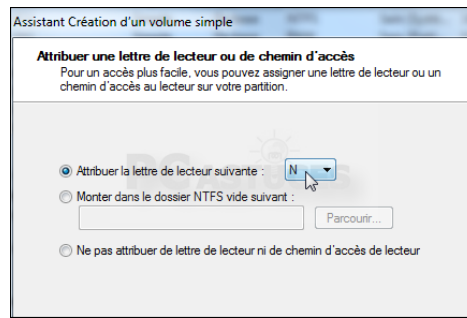 Assistant Création d'un volume simple
Attribuer une lettre de lecteur ou de chemin d'accès
Pour un accès plus facile, vous pouvez assigner une lettre de lecteur ou un
chemin d'accès au lecteur sur votre partition.
Attribuer la lettre de lecteur suivante : N
Monter dans le dossier NTFS vide suivant :
Parcourir...
Ne pas attribuer de lettre de lecteur ni de chemin d'accès de lecteur
PC ASTUCES